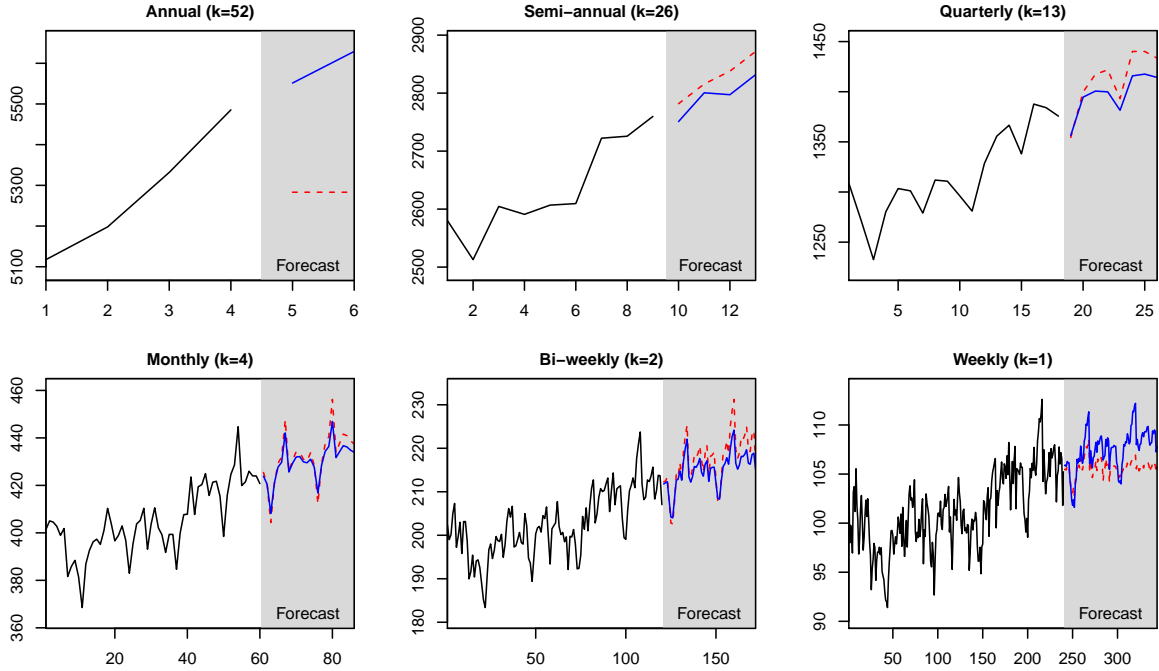 Annual (k=52)
Semi−annual (k=26)
Quarterly (k=13)
5100 5300 5500
2500 2600 2700 2800 2900
1250 1350 1450
Forecast
Forecast
Forecast
1 2 3 4 5 6
2 4 6 8 10 12
5 10 15 20 25
Monthly (k=4)
Bi−weekly (k=2)
Weekly (k=1)
360 380 400 420 440 460
180 190 200 210 220 230
90 95 100 105 110
Forecast
Forecast
Forecast
20 40 60 80
0 50 100 150
0 50 100 150 200 250 300